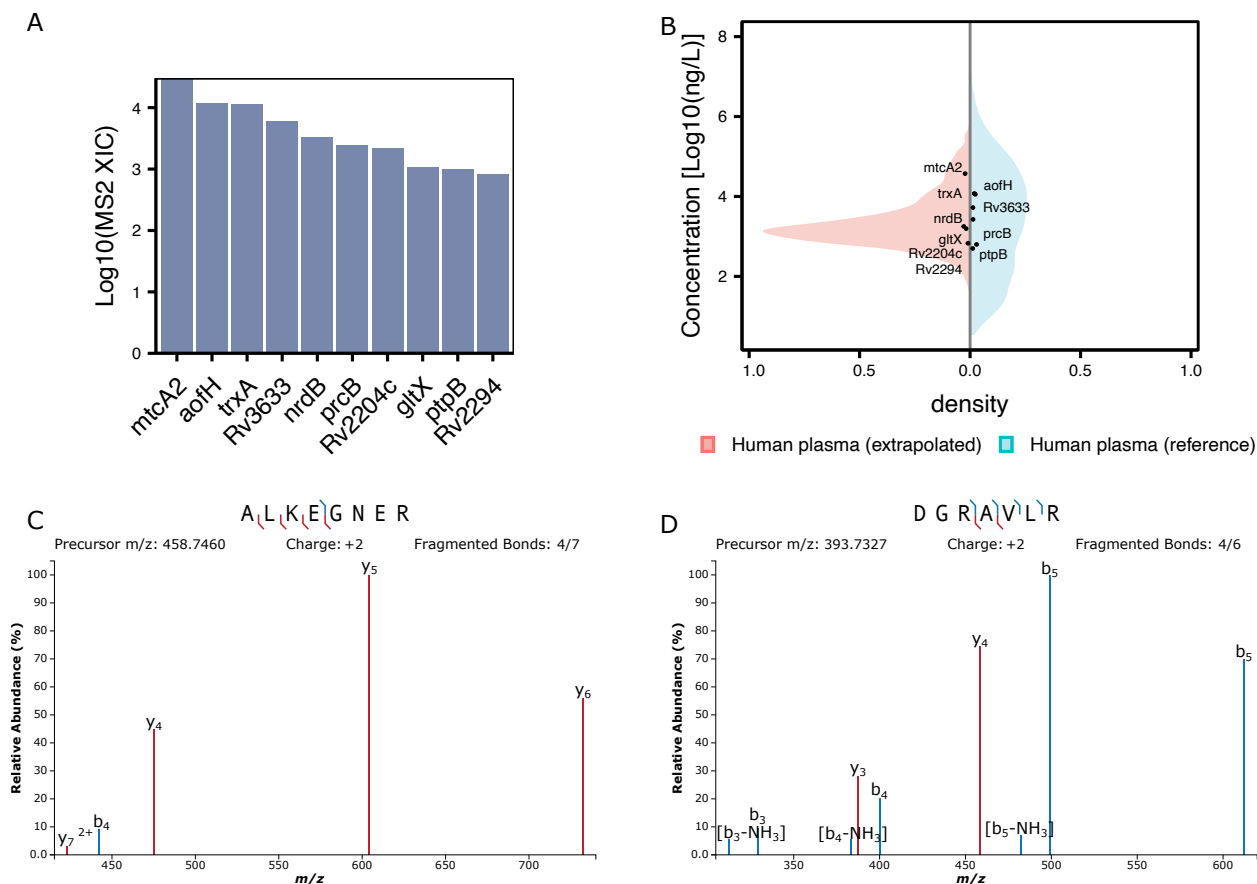 A
Log10(MS2 XIC)
4
3
2
1
0
mtcA2
aofH
trxA
Rv3633
nrdB
prcB
Rv2204c
gltX
ptpB
Rv2294
B
Concentration [Log10(ng/L)]
8
6
4
2
mtcA2
aofH
trxA
Rv3633
nrdB
prcB
gltX
Rv2204c
ptpB
Rv2294
1.0 0.5 0.0 0.5 1.0
density
Human plasma (extrapolated) Human plasma (reference)
C
A L K E G N E R
Precursor m/z: 458.7460 Charge: +2 Fragmented Bonds: 4/7
Relative Abundance (%)
100
90
80
70
60
50
40
30
20
10
0.0
y5
y6
y4
y7 2+
b4
450 500 550 600 650 700
m/z
D
D G R A V L R
Precursor m/z: 393.7327 Charge: +2 Fragmented Bonds: 4/6
Relative Abundance (%)
100
90
80
70
60
50
40
30
20
10
0.0
b5
y4
b5
y3
b4
b3
[b3-NH3]
[b4-NH3]
[b5-NH3]
350 400 450 500 550 600
m/z